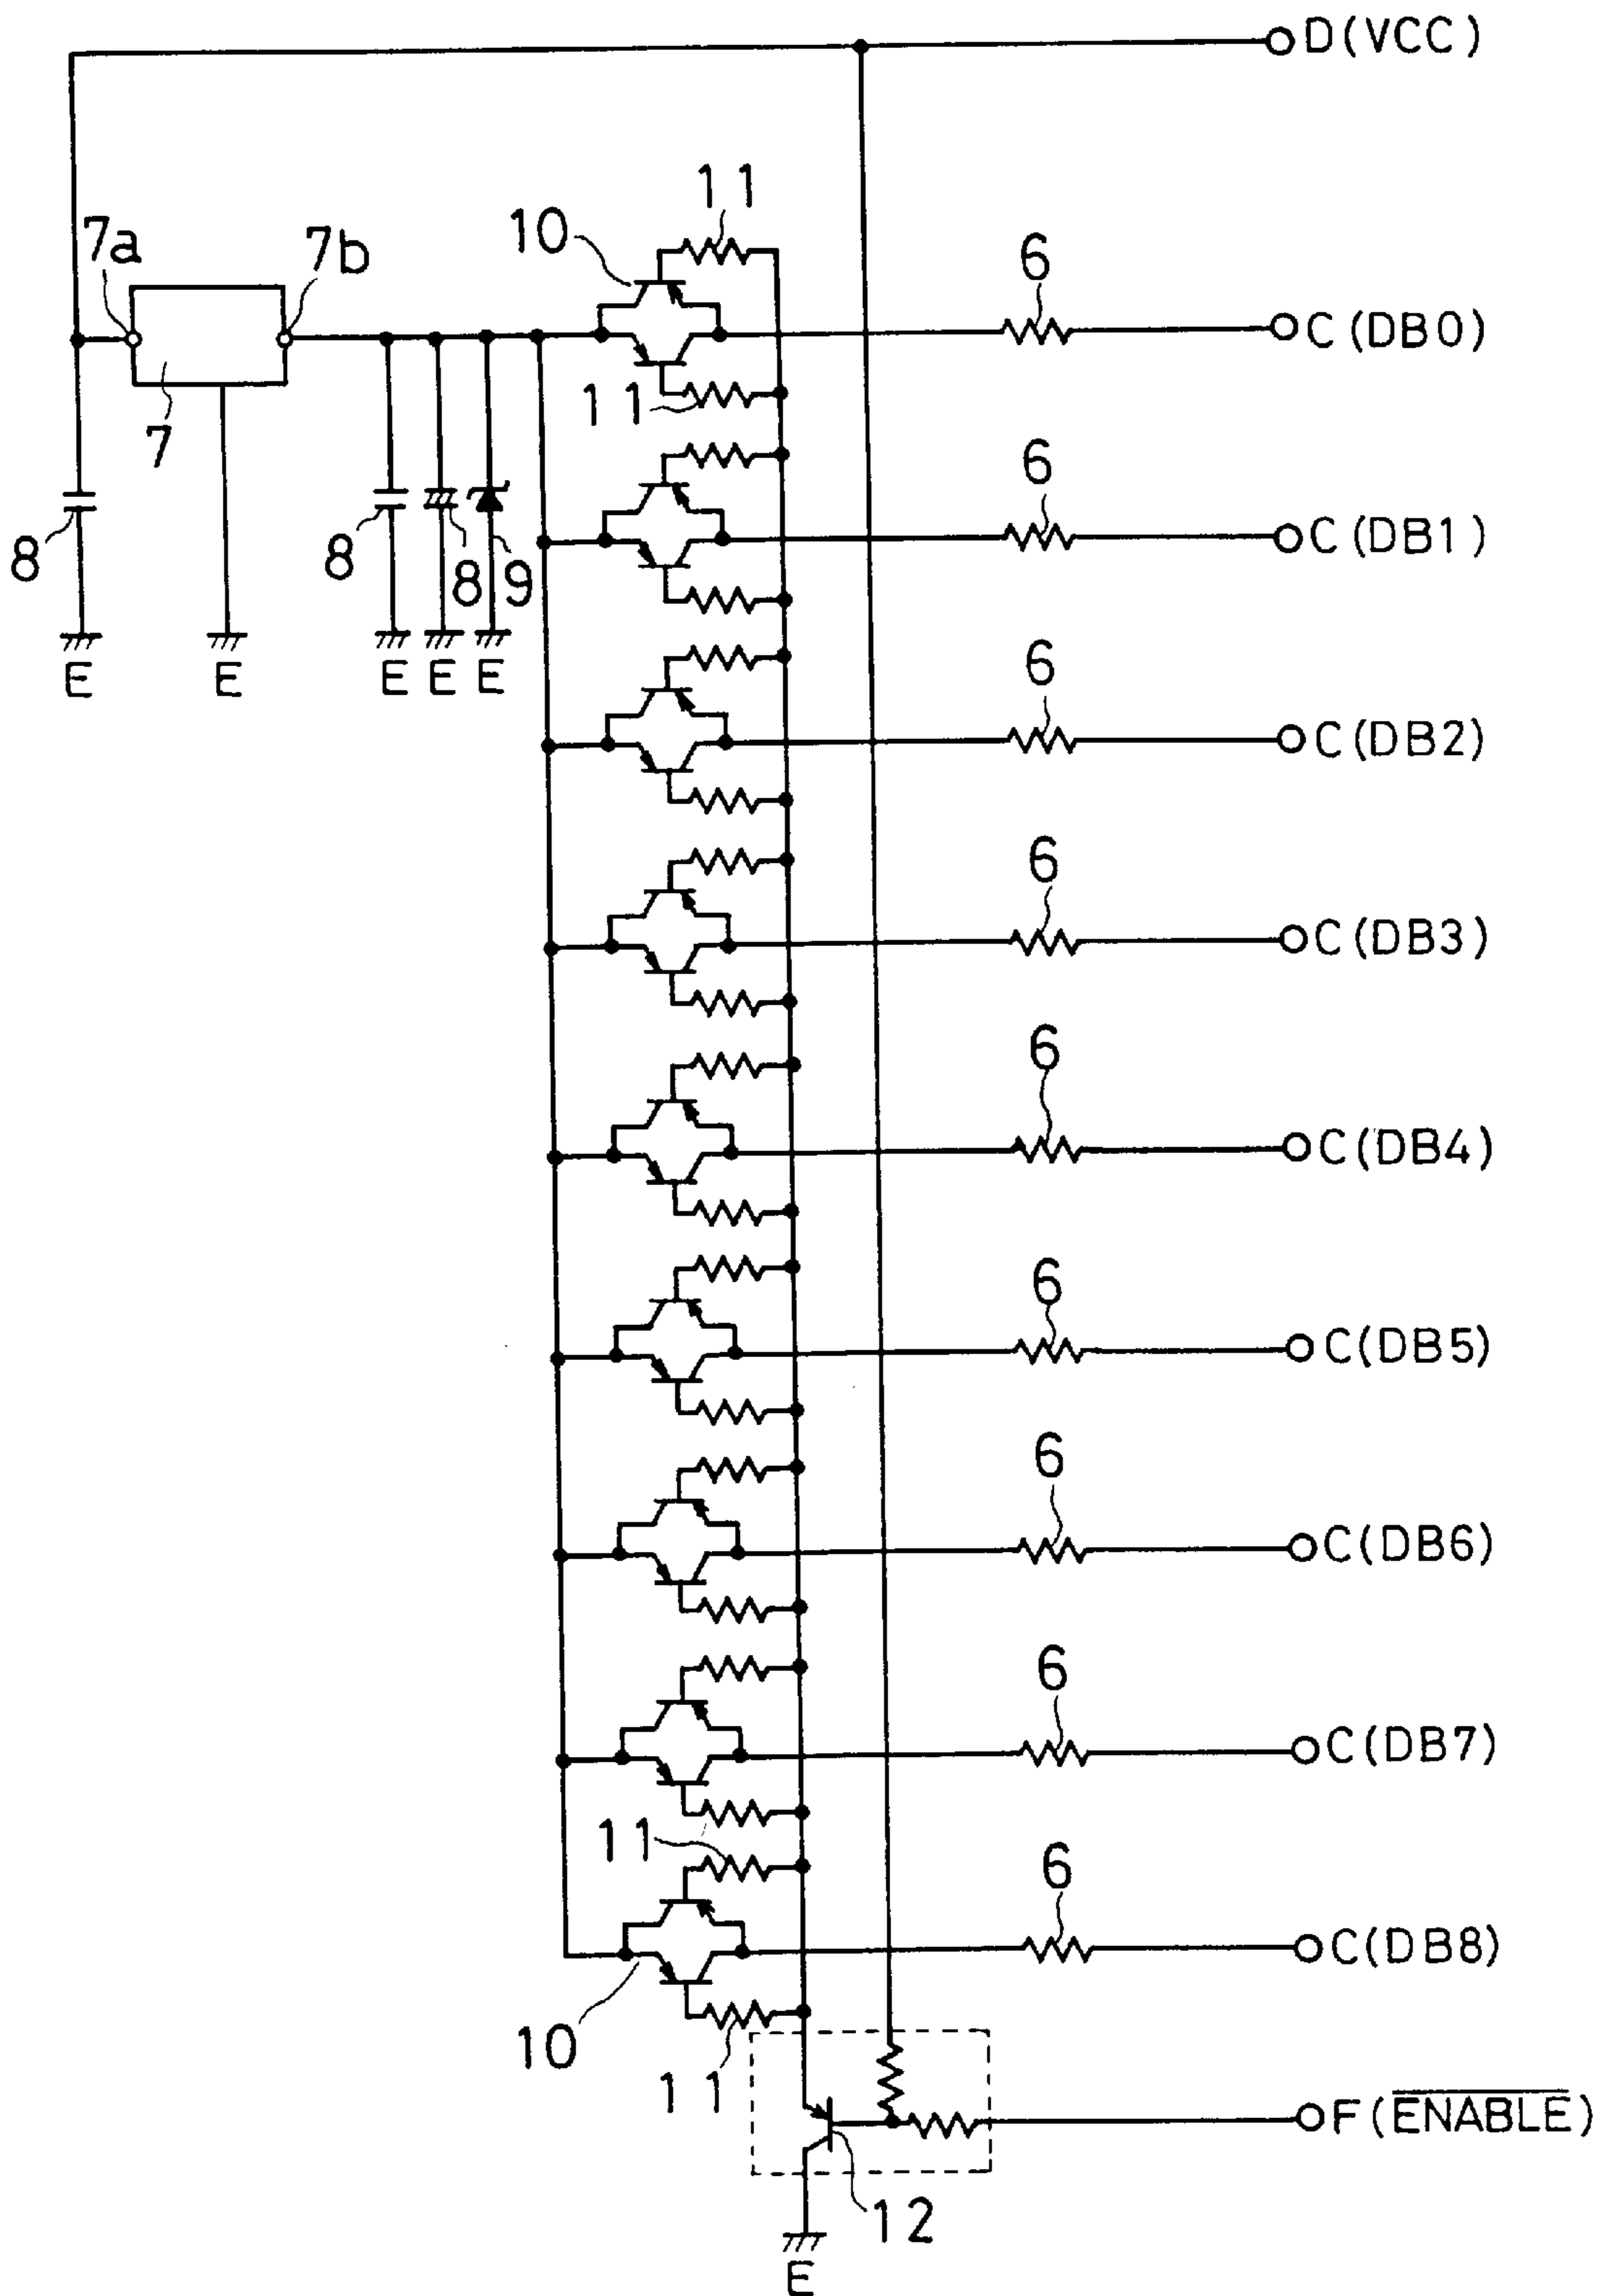 D(VCC)
11
10
7a
7b
6
C(DB0)
11
7
6
C(DB1)
8
8
8
9
E
E
E
E
E
6
C(DB2)
6
C(DB3)
6
C(DB4)
6
C(DB5)
6
C(DB6)
6
C(DB7)
11
6
C(DB8)
10
11
F(ENABLE)
12
E